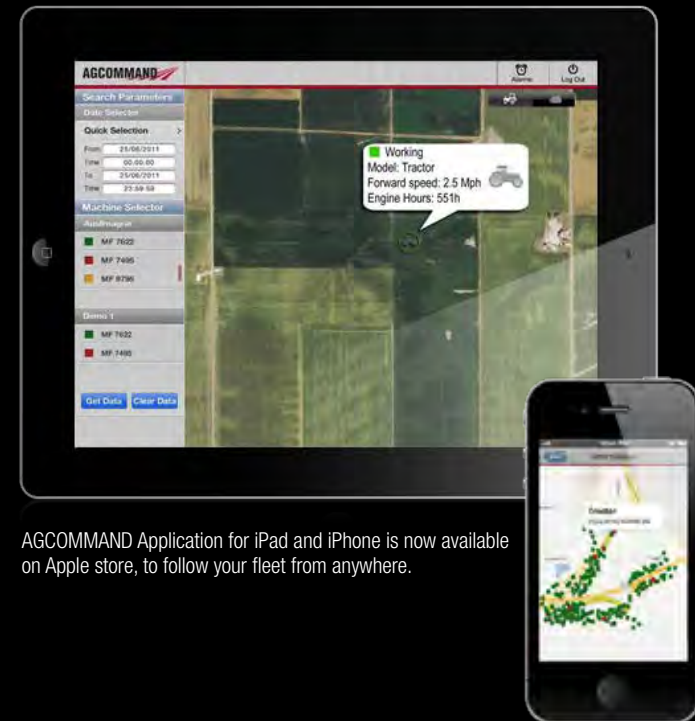 AGCOMMAND
Alarms
Log Out
Search Parameters
Date Selector
Quick Selection >
From 25/06/2011
Time 00:00:00
To 25/06/2011
Time 23:59:59
Machine Selector
MF 7622
MF 7495
MF 8796
Demo 1
MF 7622
MF 7495
Get Data
Clear Data
Working
Model: Tractor
Forward speed: 2.5 Mph
Engine Hours: 551h
Tractor
AGCOMMAND Application for iPad and iPhone is now available
on Apple store, to follow your fleet from anywhere.